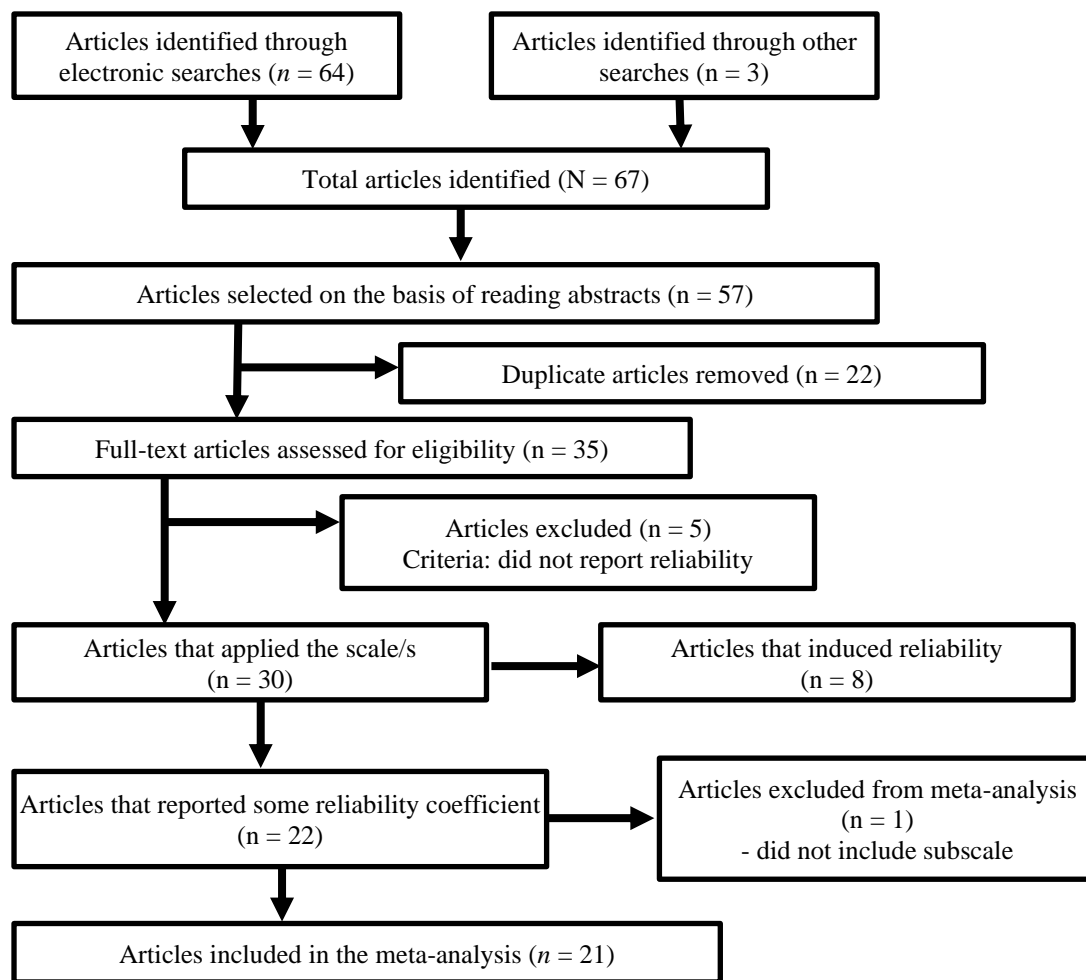 Articles identified through
electronic searches (n = 64)
Articles identified through other
searches (n = 3)
Total articles identified (N = 67)
Articles selected on the basis of reading abstracts (n = 57)
Duplicate articles removed (n = 22)
Full-text articles assessed for eligibility (n = 35)
Articles excluded (n = 5)
Criteria: did not report reliability
Articles that applied the scale/s
(n = 30)
Articles that induced reliability
(n = 8)
Articles that reported some reliability coefficient
(n = 22)
Articles excluded from meta-analysis
(n = 1)
- did not include subscale
Articles included in the meta-analysis (n = 21)